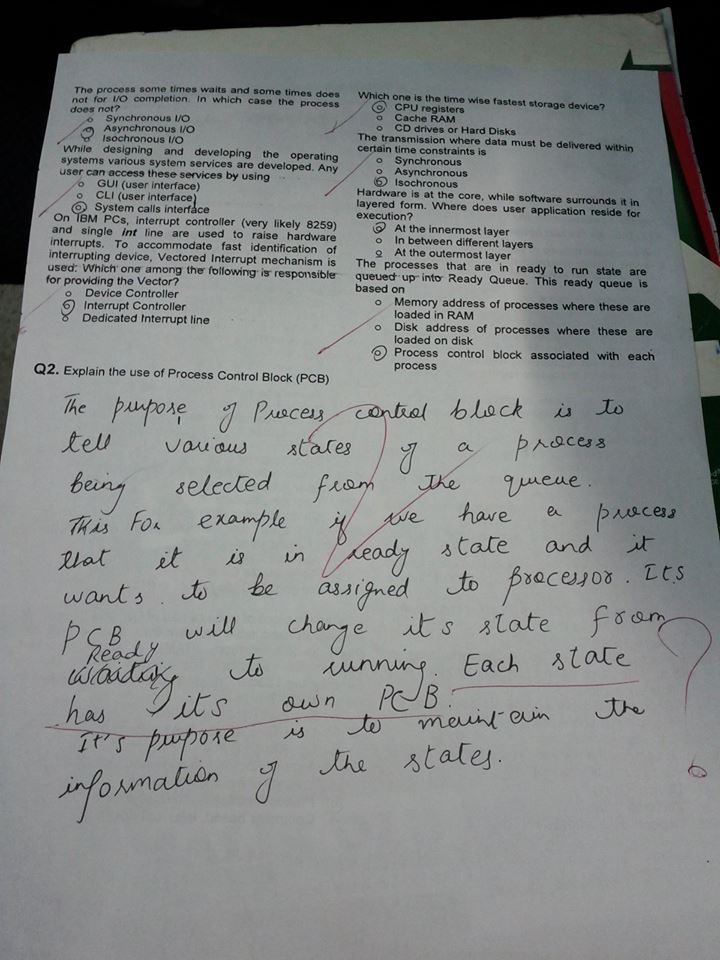 The process some times waits and some times does
not for I/O completion. In which case the process
does not?
o Synchronous I/O
o Asynchronous I/O
o Isochronous I/O
While designing and developing the operating
systems various system services are developed. Any
user can access these services by using
o GUI (user interface)
o CLI (user interface)
o System calls interface
On IBM PCs, interrupt controller (very likely 8259)
and single int line are used to raise hardware
interrupts. To accommodate fast identification of
interrupting device, Vectored Interrupt mechanism is
used. Which one among the following is responsible
for providing the Vector?
o Device Controller
o Interrupt Controller
o Dedicated Interrupt line
Which one is the time wise fastest storage device?
o CPU registers
o Cache RAM
o CD drives or Hard Disks
The transmission where data must be delivered within
certain time constraints is
o Synchronous
o Asynchronous
o Isochronous
Hardware is at the core, while software surrounds it in
layered form. Where does user application reside for
execution?
o At the innermost layer
o In between different layers
o At the outermost layer
The processes that are in ready to run state are
queued up into Ready Queue. This ready queue is
based on
o Memory address of processes where these are
loaded in RAM
o Disk address of processes where these are
loaded on disk
o Process control block associated with each
process
Q2. Explain the use of Process Control Block (PCB)
The purpose of Process control block is to
tell various states of a process
being selected from the queue.
This For example if we have a process
that it is in ready state and it
wants to be assigned to processor. Its
PCB will change it's state from
Ready
waiting to running. Each state
has it's own PCB.
It's purpose is to maintain the
information of the states.